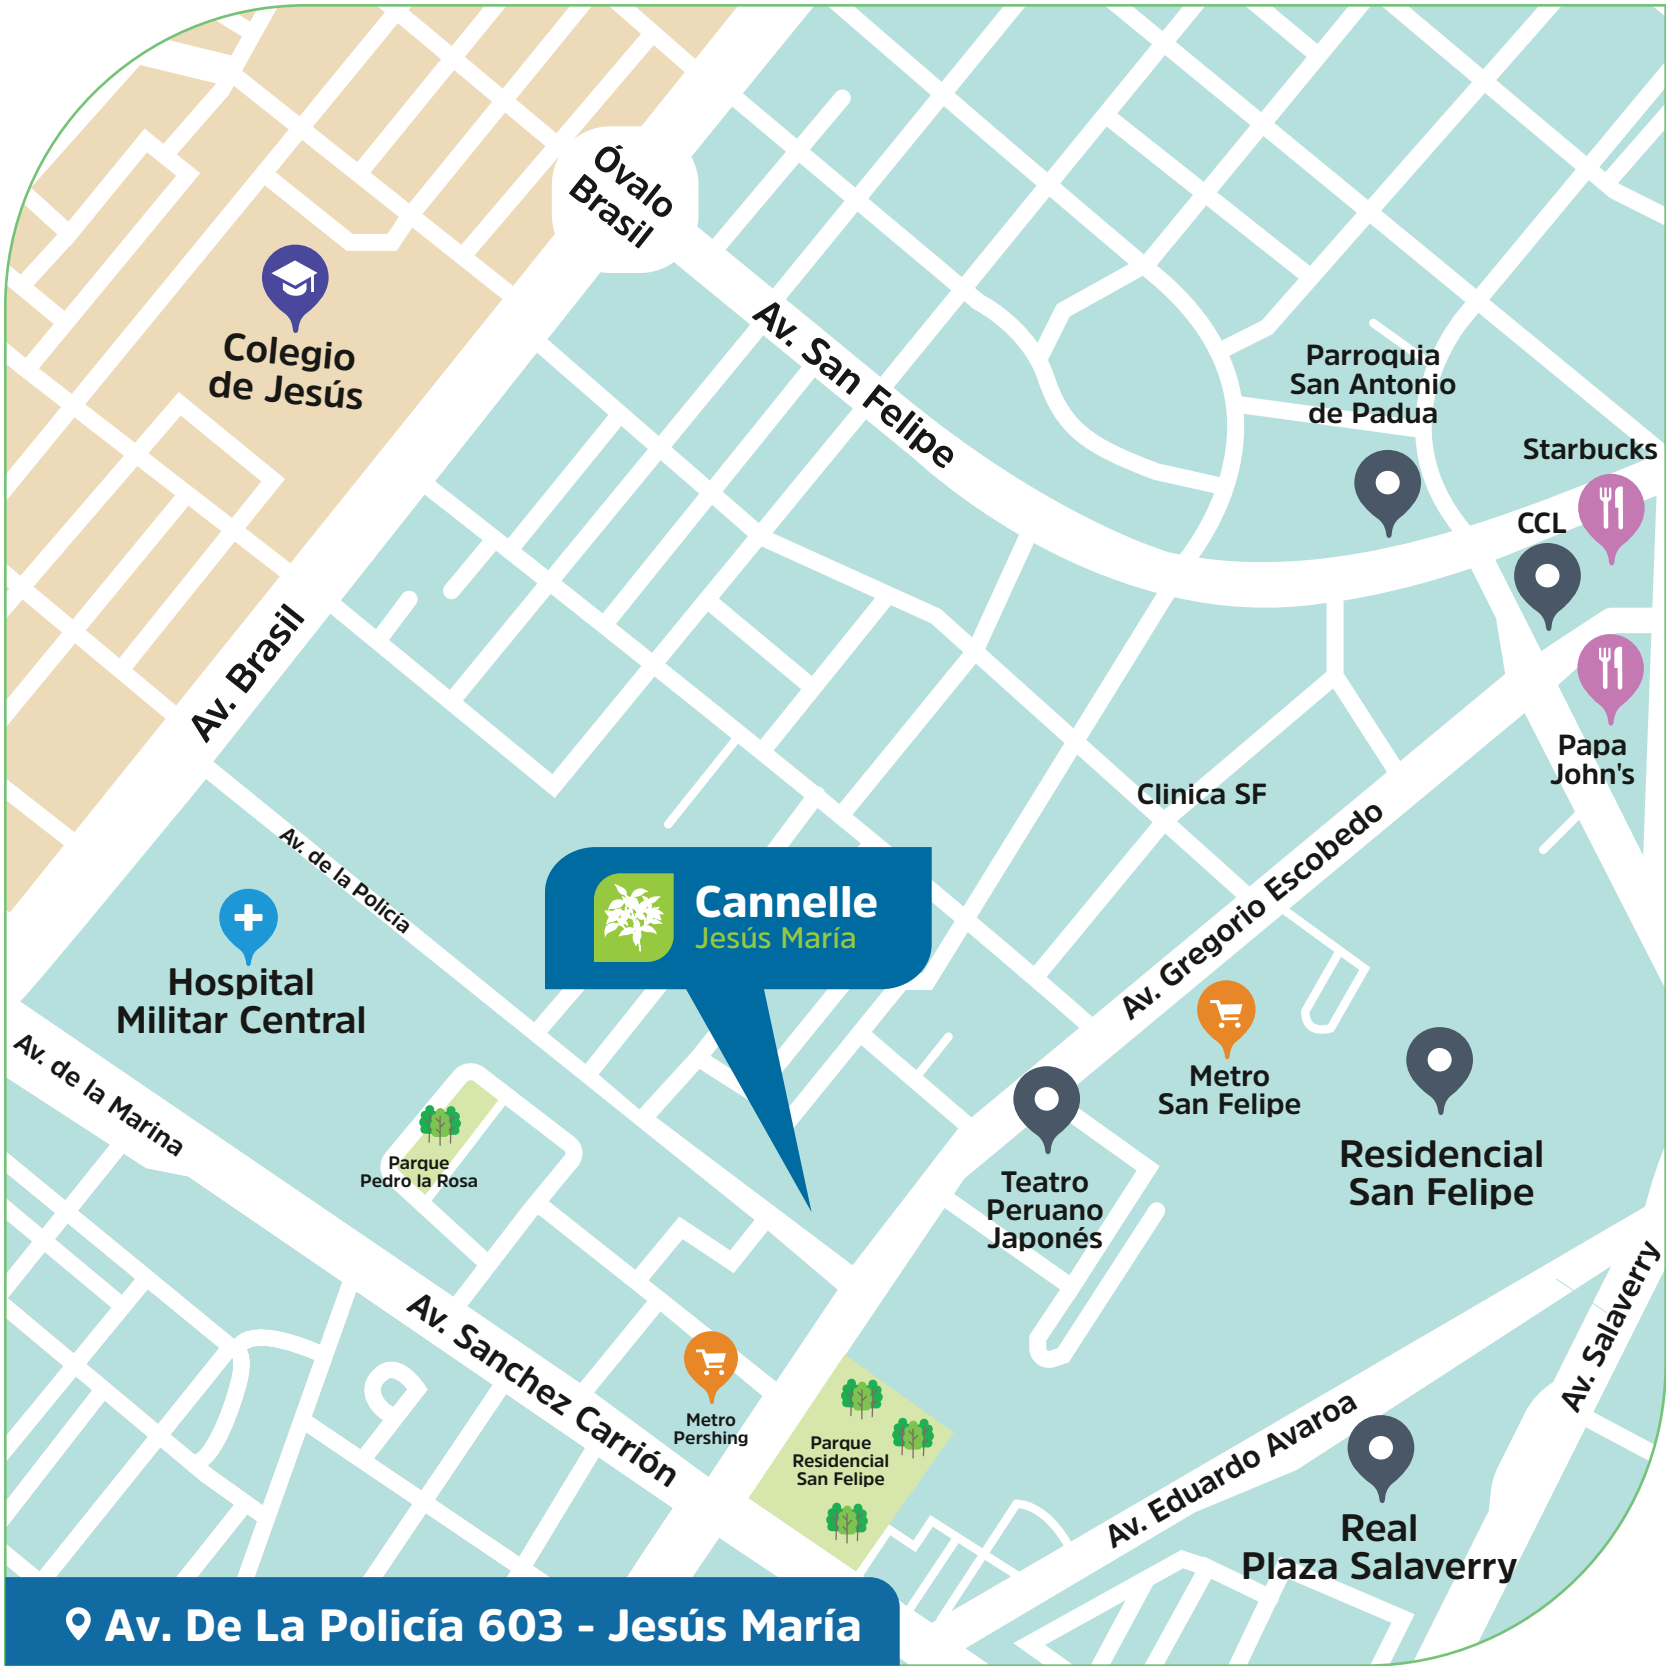 Óvalo
Brasil
Av. San Felipe
Colegio
de Jesús
Parroquia
San Antonio
de Padua
Starbucks
CCL
Av. Brasil
Papa
John's
Clinica SF
Av. Gregorio Escobedo
Av. de la Policía
Cannelle
Jesús María
Hospital
Militar Central
Av. de la Marina
Metro
San Felipe
Residencial
San Felipe
Parque
Pedro la Rosa
Teatro
Peruano
Japonés
Av. Salaverry
Av. Sanchez Carrión
Metro
Pershing
Parque
Residencial
San Felipe
Av. Eduardo Avaroa
Real
Plaza Salaverry
Av. De La Policía 603 - Jesús María